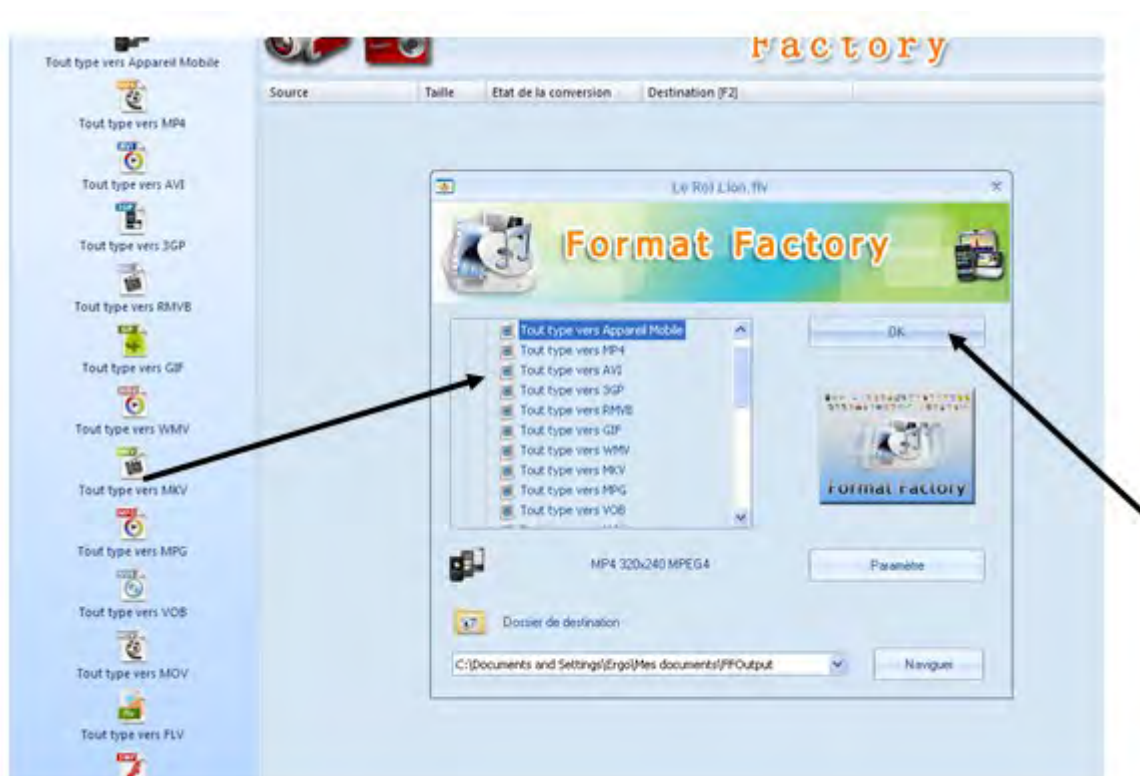 Factory
Tout type vers Appareil Mobile
Tout type vers MP4
Tout type vers AVI
Tout type vers 3GP
Tout type vers RMVB
Tout type vers GIF
Tout type vers WMV
Tout type vers MKV
Tout type vers MPG
Tout type vers VOB
Tout type vers MOV
Tout type vers FLV
Source Taille Etat de la conversion Destination [F2]
Le Roi Lion.flv
Format Factory
Tout type vers Appareil Mobile
Tout type vers MP4
Tout type vers AVI
Tout type vers 3GP
Tout type vers RMVB
Tout type vers GIF
Tout type vers WMV
Tout type vers MKV
Tout type vers MPG
Tout type vers VOB
OK
Format Factory
MP4 320x240 MPEG4
Paramètre
Dossier de destination
C:\Documents and Settings\Ergo\Mes documents\FFOutput
Naviguer